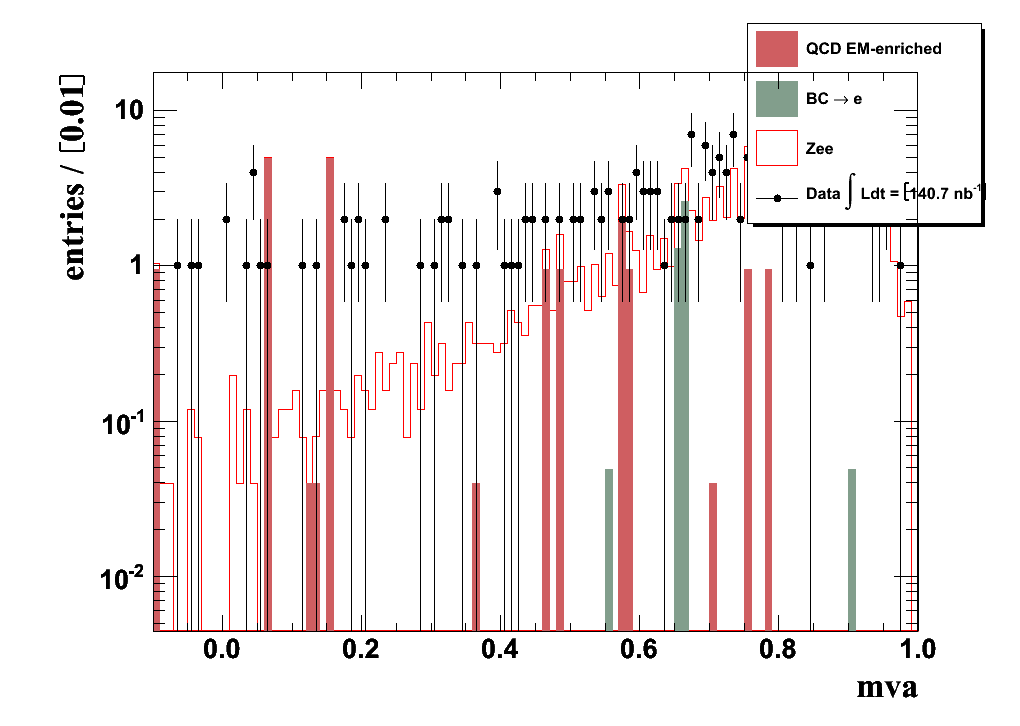 QCD EM-enriched
BC → e
Zee
Data ∫ Ldt = [140.7 nb⁻¹]
entries / [0.01]
10
1
10⁻¹
10⁻²
0.0 0.2 0.4 0.6 0.8 1.0
mva